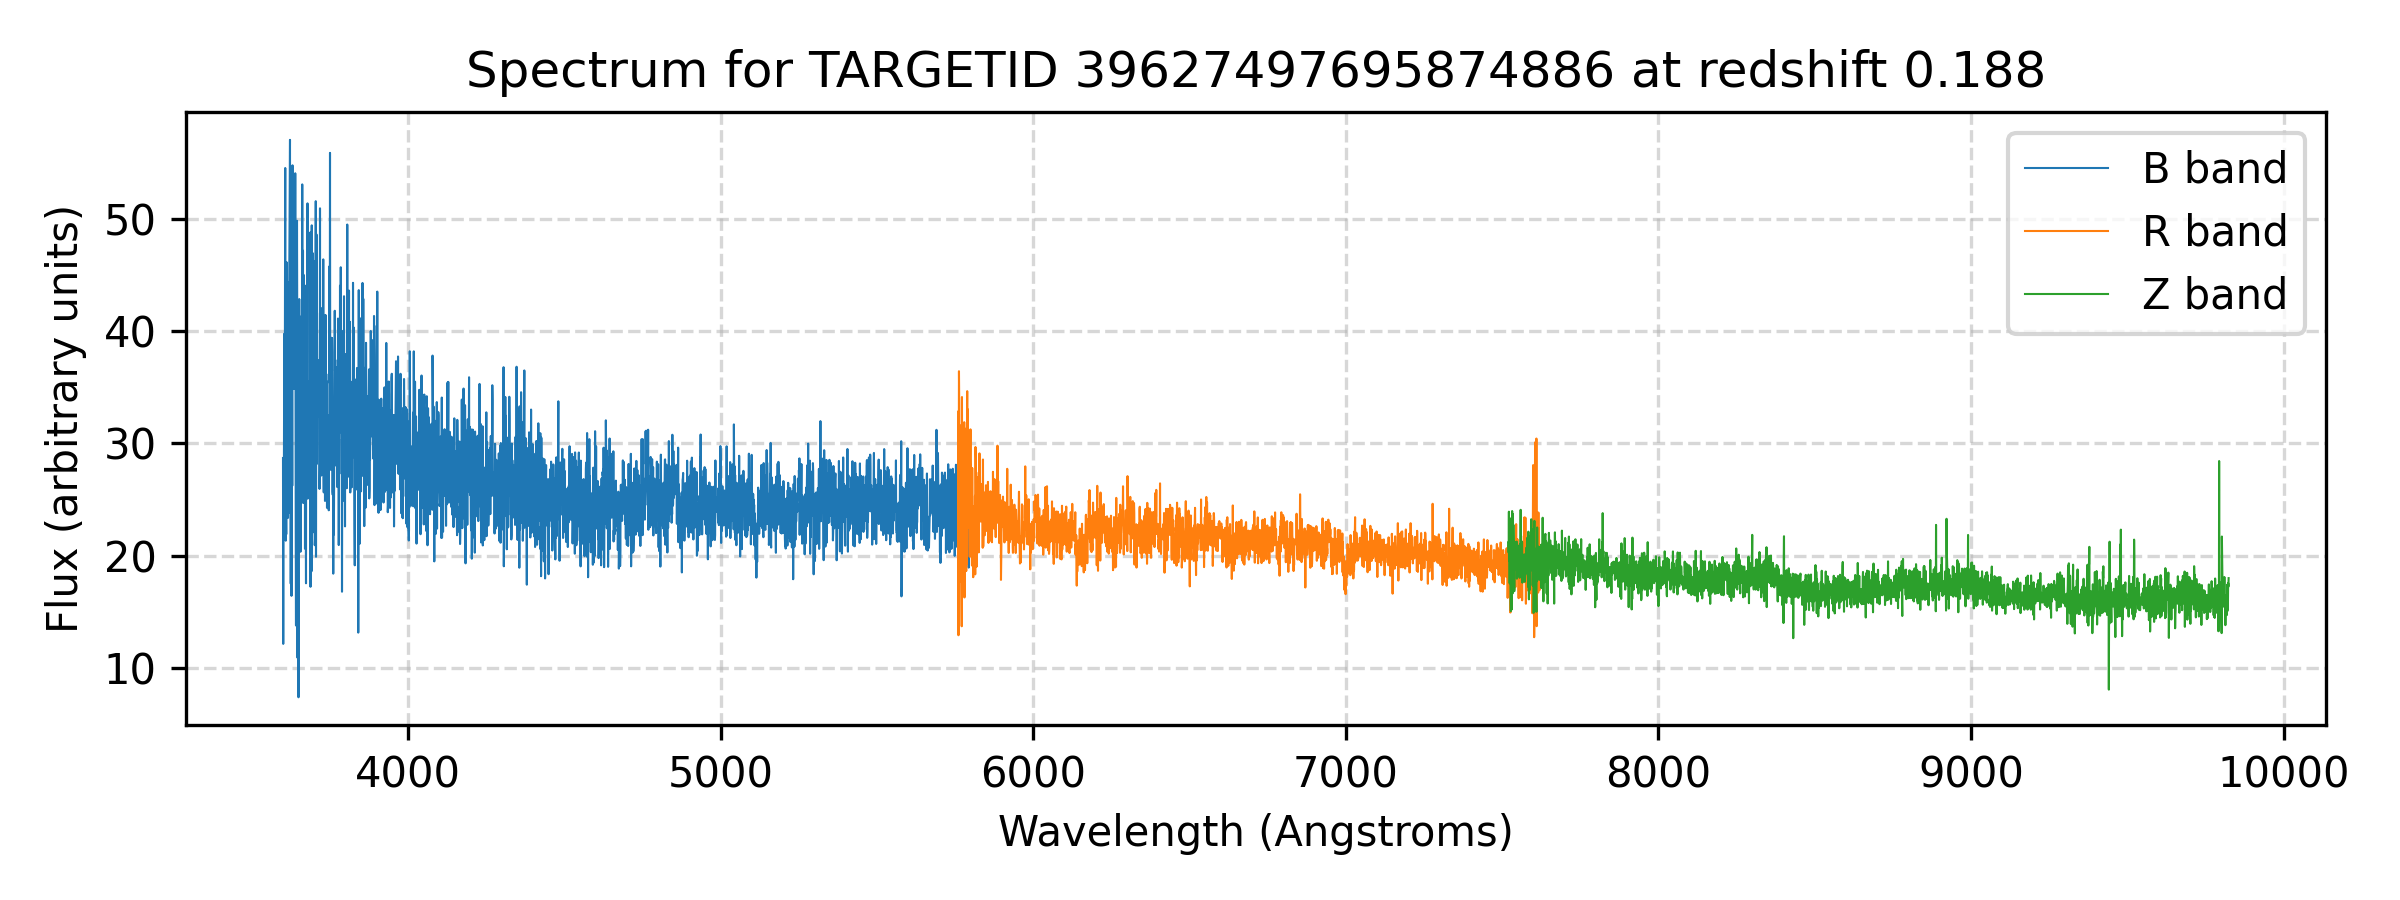 Spectrum for TARGETID 39627497695874886 at redshift 0.188
Flux (arbitrary units)
50
40
30
20
10
B band
R band
Z band
4000 5000 6000 7000 8000 9000 10000
Wavelength (Angstroms)